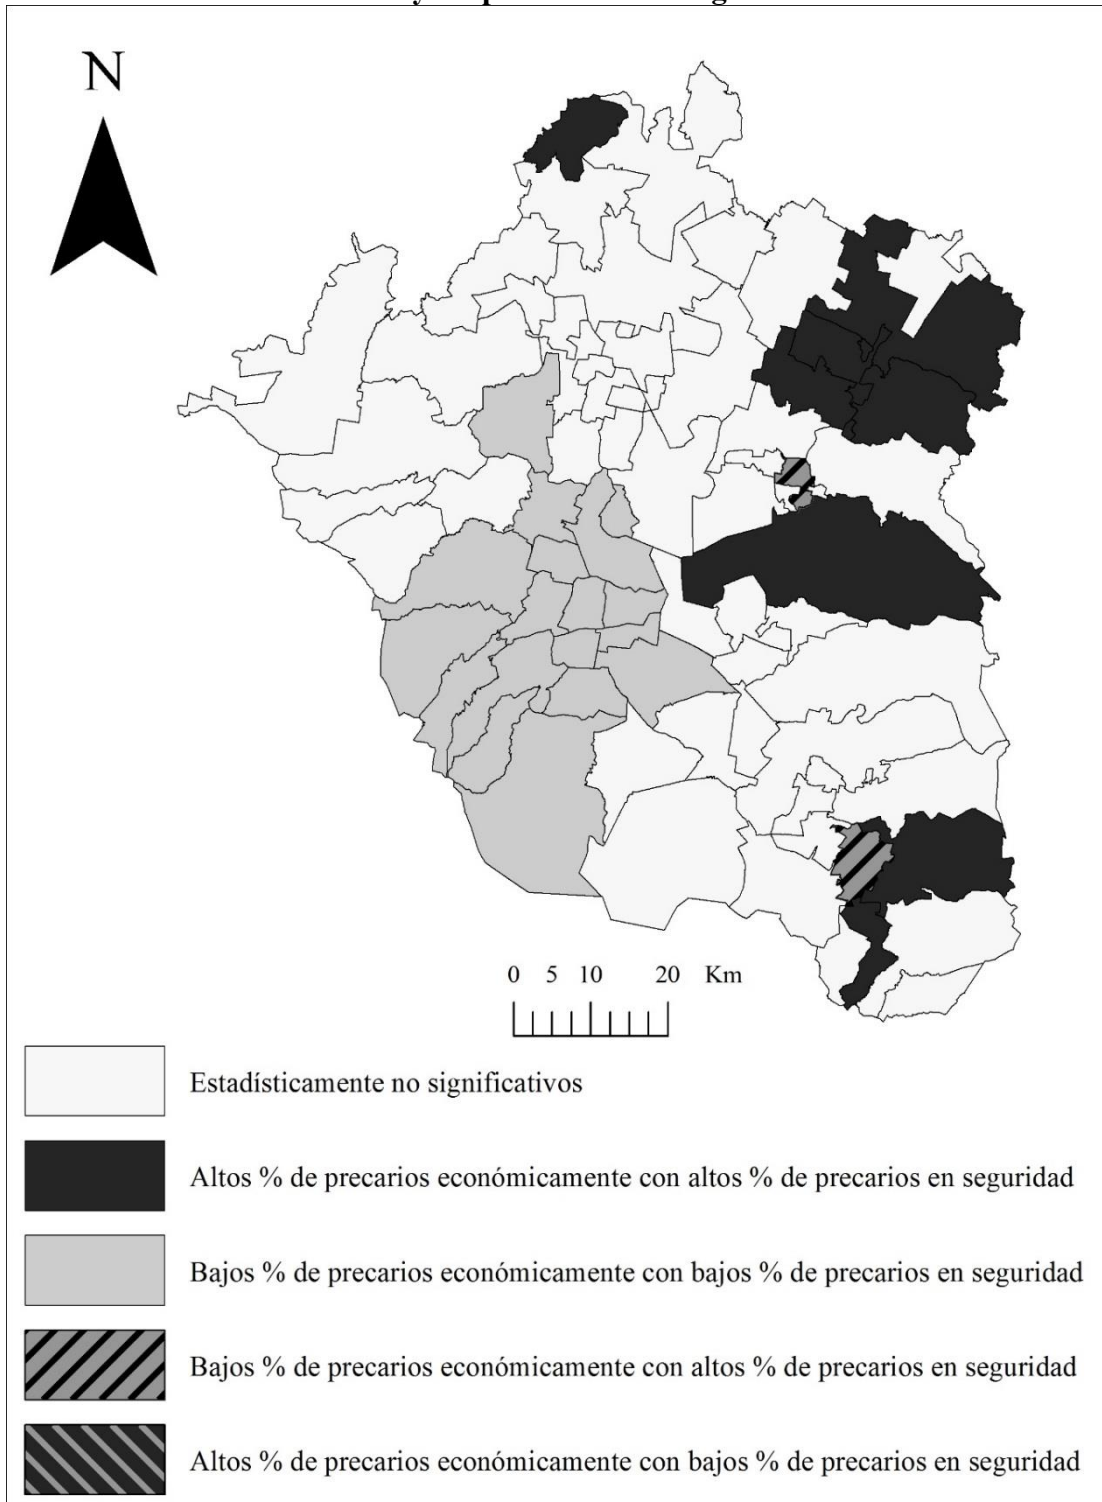 N
0 5 10 20 Km
Estadísticamente no significativos
Altos % de precarios económicamente con altos % de precarios en seguridad
Bajos % de precarios económicamente con bajos % de precarios en seguridad
Bajos % de precarios económicamente con altos % de precarios en seguridad
Altos % de precarios económicamente con bajos % de precarios en seguridad